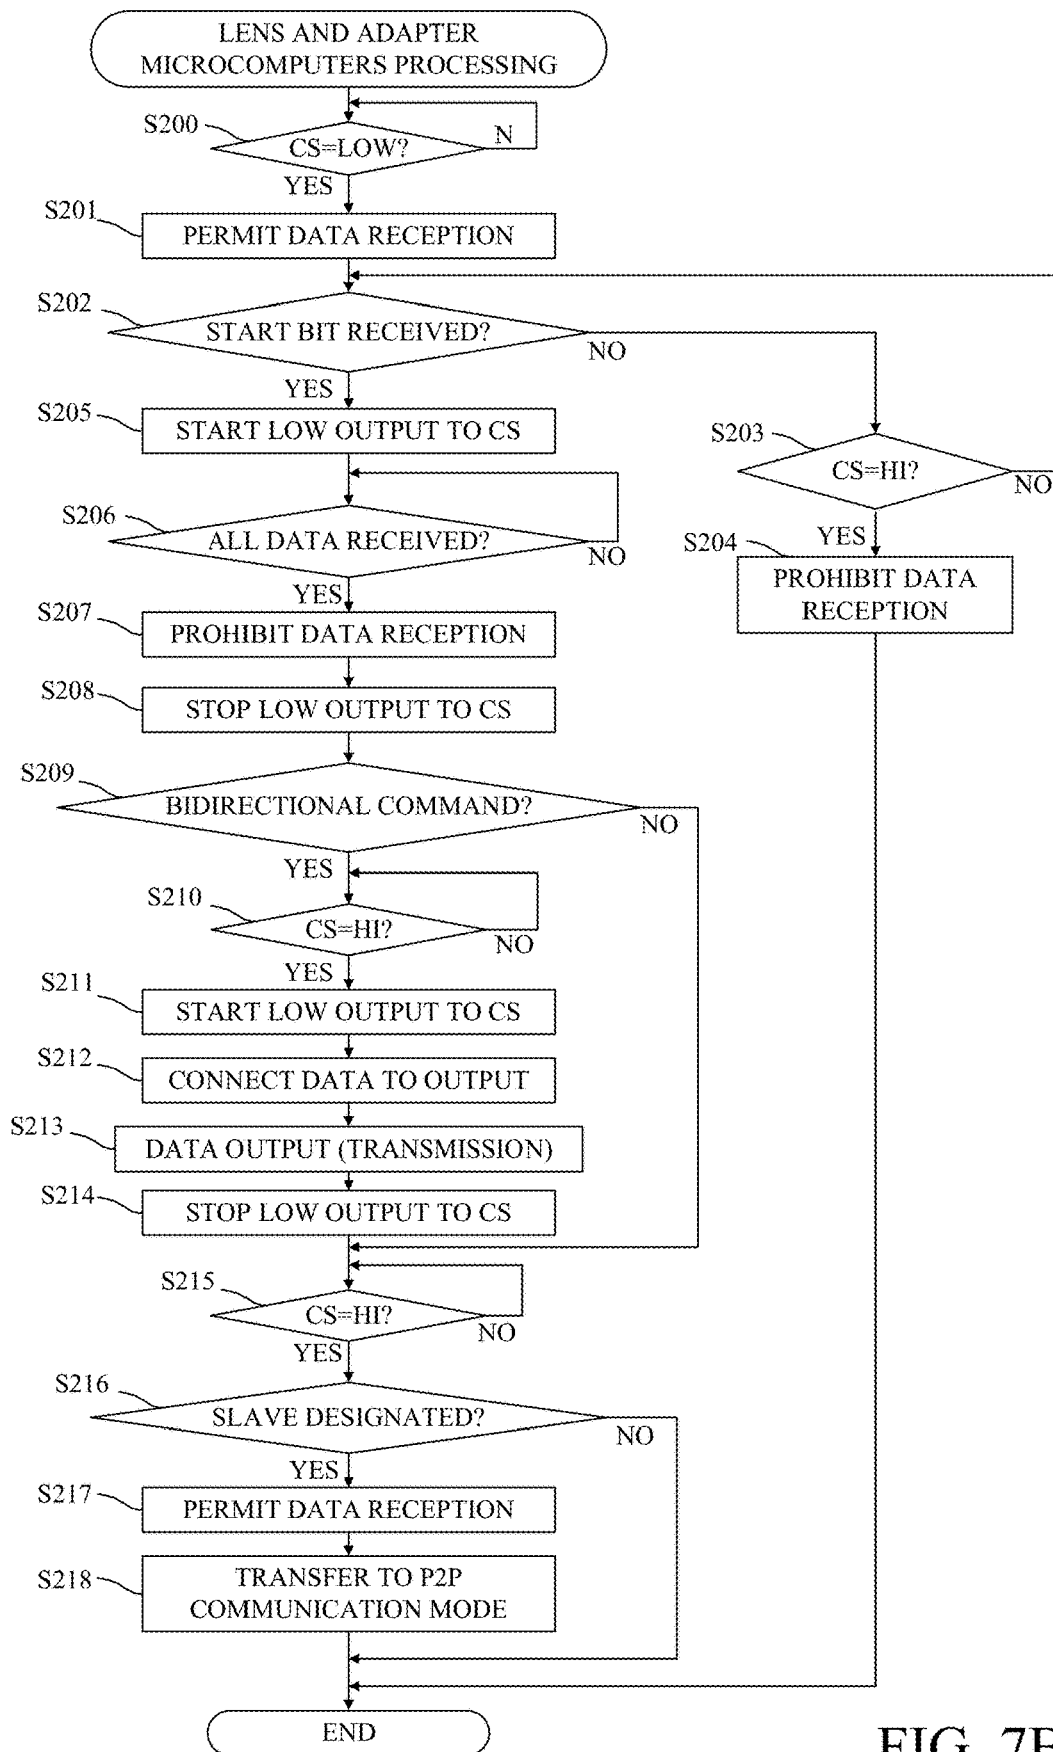 LENS AND ADAPTER
MICROCOMPUTERS PROCESSING
S200
CS=LOW?
N
YES
S201
PERMIT DATA RECEPTION
S202
START BIT RECEIVED?
NO
YES
S205
START LOW OUTPUT TO CS
S203
CS=HI?
NO
YES
S206
ALL DATA RECEIVED?
NO
YES
S204
PROHIBIT DATA
RECEPTION
S207
PROHIBIT DATA RECEPTION
S208
STOP LOW OUTPUT TO CS
S209
BIDIRECTIONAL COMMAND?
NO
YES
S210
CS=HI?
NO
YES
S211
START LOW OUTPUT TO CS
S212
CONNECT DATA TO OUTPUT
S213
DATA OUTPUT (TRANSMISSION)
S214
STOP LOW OUTPUT TO CS
S215
CS=HI?
NO
YES
S216
SLAVE DESIGNATED?
NO
YES
S217
PERMIT DATA RECEPTION
S218
TRANSFER TO P2P
COMMUNICATION MODE
END
FIG. 7B